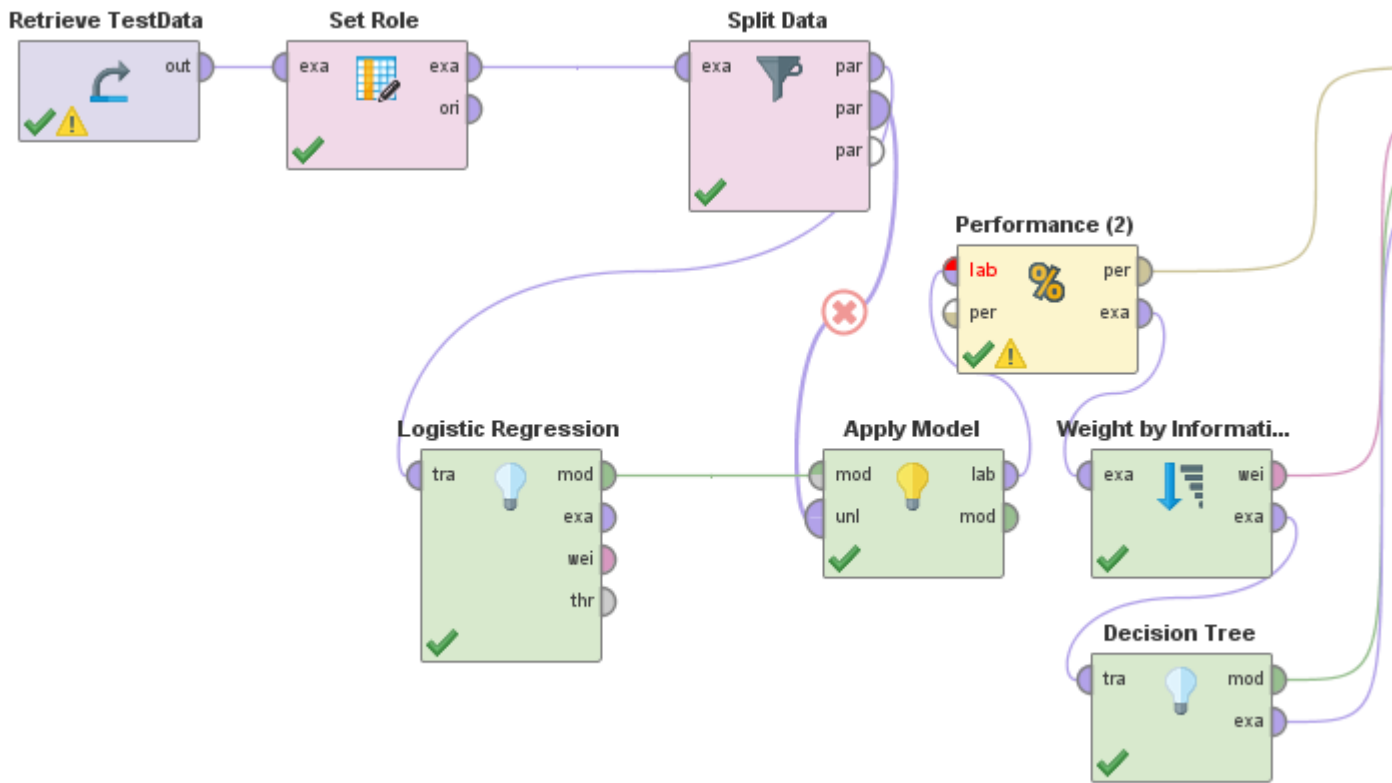 Retrieve TestData
out
Set Role
exa exa
ori
Split Data
exa par
par
par
Performance (2)
lab per
% 
per exa
Logistic Regression
tra mod
exa
wei
thr
Apply Model
mod lab
unl mod
Weight by Informati...
exa wei
exa
Decision Tree
tra mod
exa